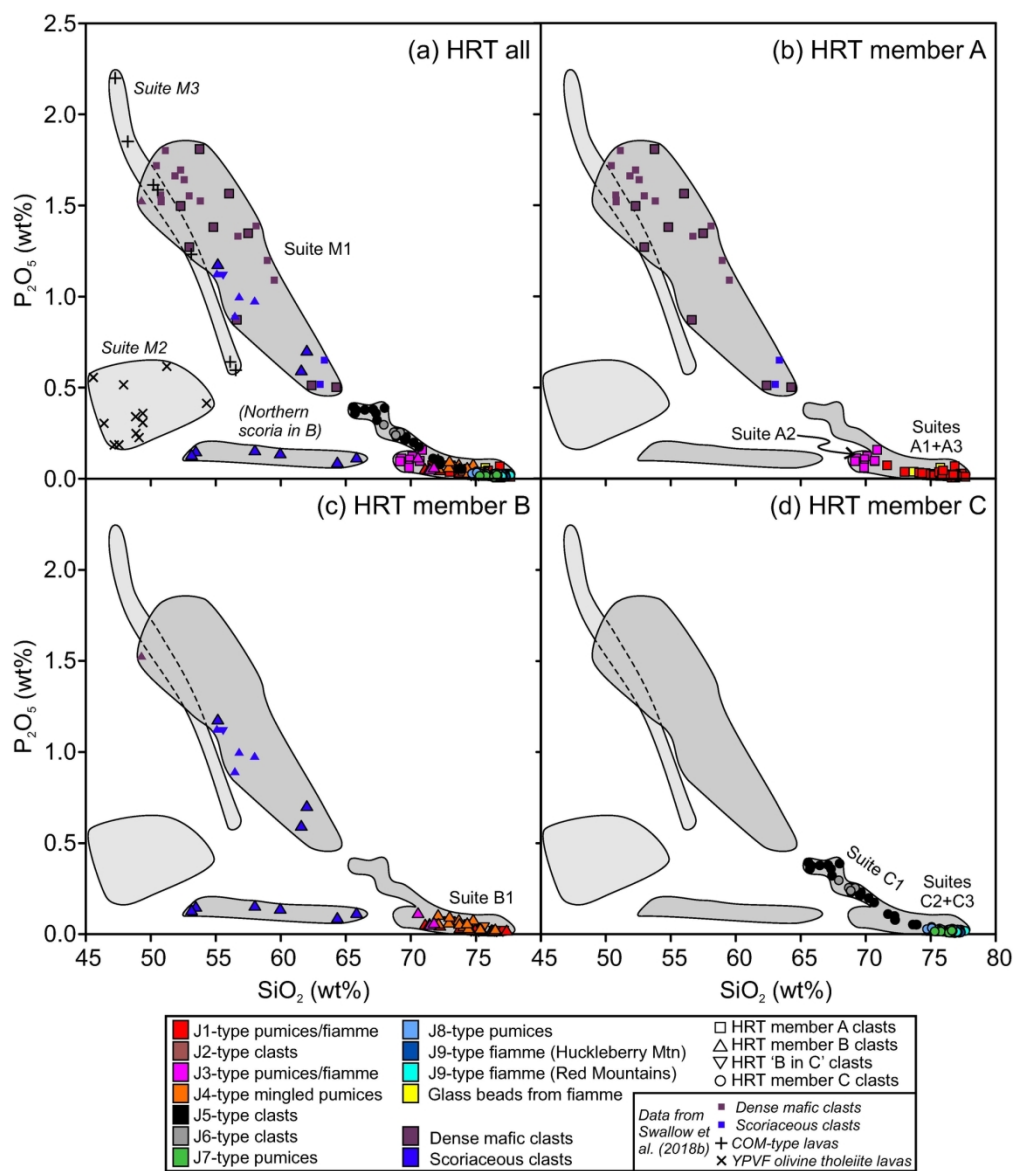 (a) HRT all
(b) HRT member A
2.5
2.0
1.5
1.0
0.5
0.0
P₂O₅ (wt%)
Suite M3
Suite M1
Suite M2
(Northern
scoria in B)
Suite A2
Suites
A1+A3
(c) HRT member B
(d) HRT member C
2.0
1.5
1.0
0.5
0.0
P₂O₅ (wt%)
Suite B1
Suite C1
Suites
C2+C3
45 50 55 60 65 70 75 50 55 60 65 70 75 80
SiO₂ (wt%) SiO₂ (wt%)
J1-type pumices/fiamme
J2-type clasts
J3-type pumices/fiamme
J4-type mingled pumices
J5-type clasts
J6-type clasts
J7-type pumices
J8-type pumices
J9-type fiamme (Huckleberry Mtn)
J9-type fiamme (Red Mountains)
Glass beads from fiamme
Dense mafic clasts
Scoriaceous clasts
HRT member A clasts
HRT member B clasts
HRT 'B in C' clasts
HRT member C clasts
Data from
Swallow et
al. (2018b)
Dense mafic clasts
Scoriaceous clasts
COM-type lavas
YPVF olivine tholeiite lavas